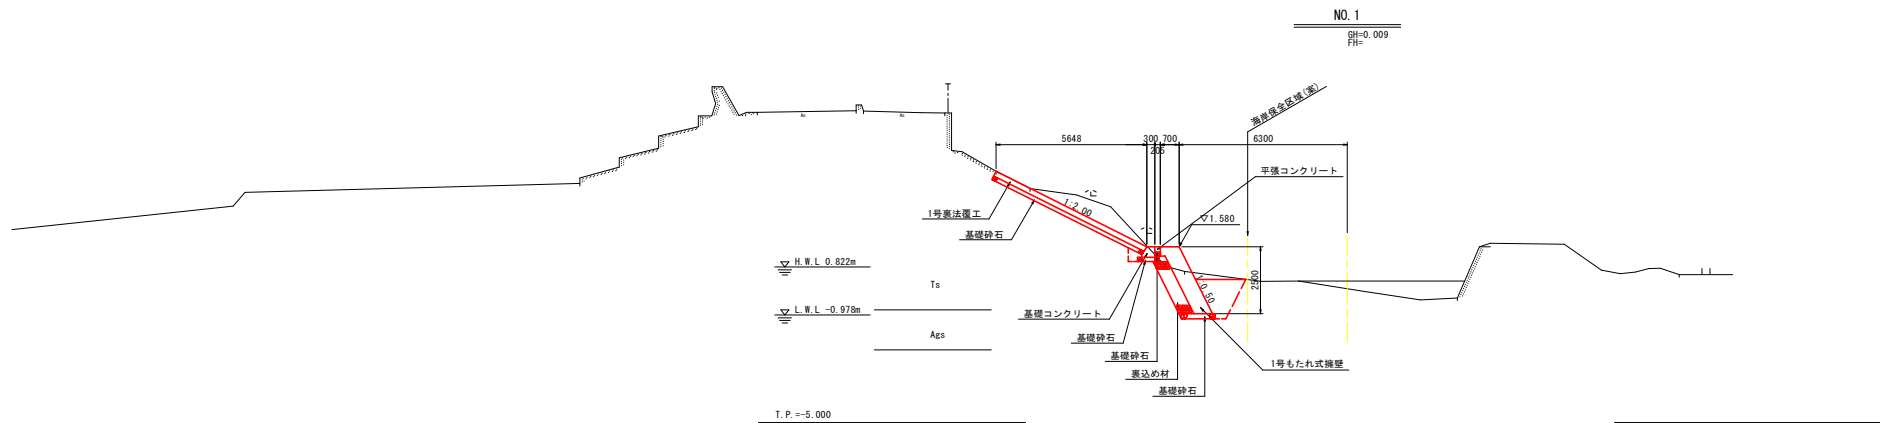 NO.1
GH=0.009
FH=
海岸保全区域(案)
5648
300
700
6300
205
平張コンクリート
1:2.00
1号裏法覆工
▽1.580
基礎砕石
H.W.L 0.822m
Ts
2500
1:0.50
L.W.L -0.978m
基礎コンクリート
Ags
基礎砕石
基礎砕石
1号もたれ式擁壁
裏込め材
基礎砕石
T.P.=-5.000